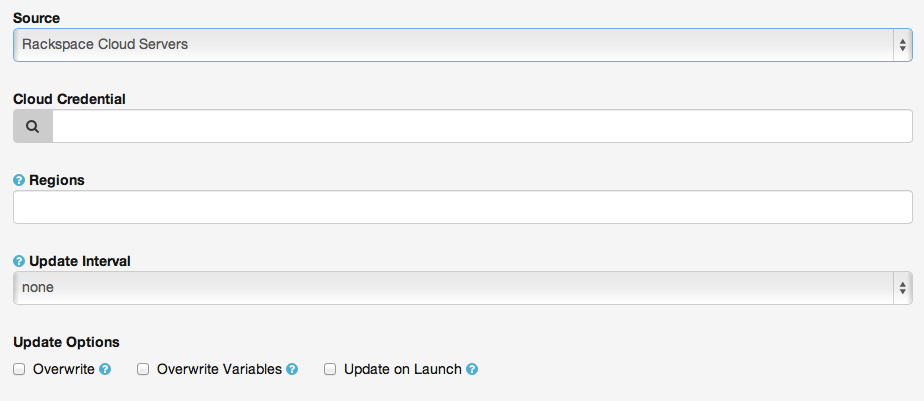 Source
Rackspace Cloud Servers
Cloud Credential
? Regions
? Update Interval
none
Update Options
Overwrite ? Overwrite Variables ? Update on Launch ?